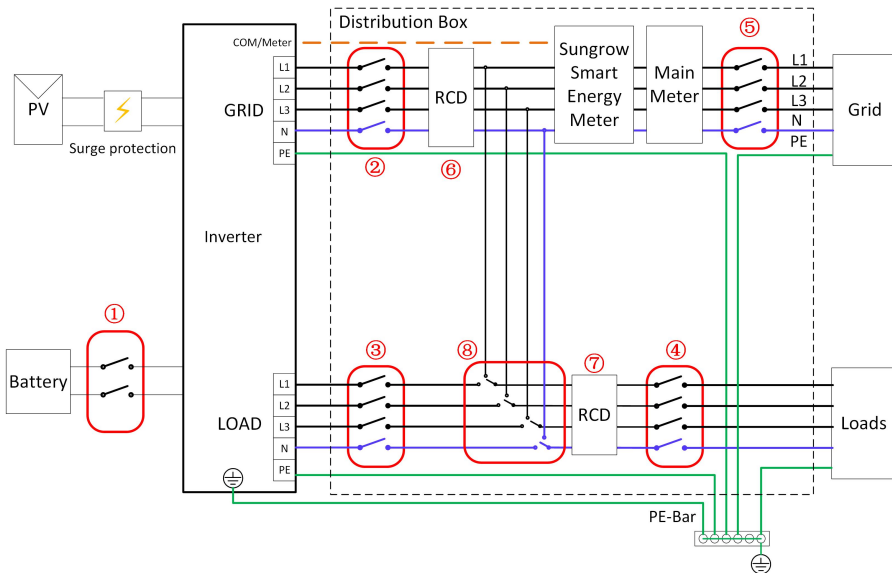 Distribution Box
⑤
COM/Meter
Sungrow
Smart
Energy
Meter
Main
Meter
L1
L2
L3
N
PE
Grid
PV
Surge protection
GRID
L1
L2
L3
N
PE
RCD
②
⑥
Inverter
①
Battery
③
⑧
⑦
④
LOAD
L1
L2
L3
N
PE
RCD
Loads
PE-Bar